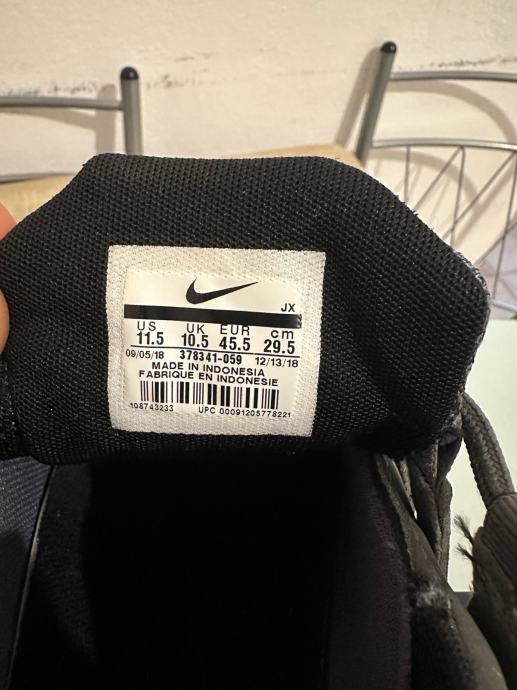 JX
US UK EUR cm
11.5 10.5 45.5 29.5
09/05/18 378341-059 12/13/18
MADE IN INDONESIA
FABRIQUE EN INDONESIE
108743233 UPC 00091205778221